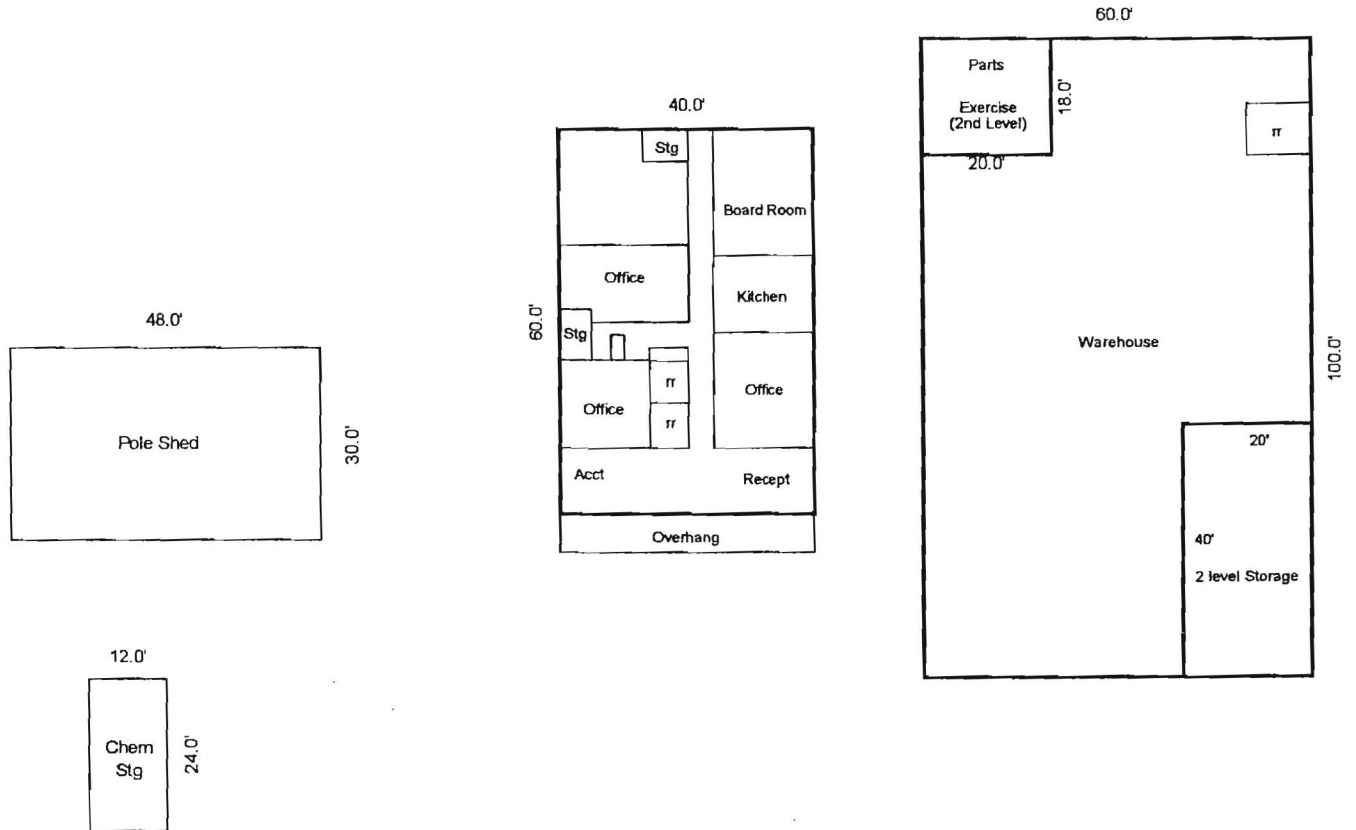 60.0'
Parts
Exercise
(2nd Level)
18.0'
20.0'
rr
Warehouse
100.0'
20'
40'
2 level Storage
40.0'
Stg
Board Room
Office
Kitchen
60.0'
Stg
Office
rr
rr
Office
Acct
Recept
Overhang
48.0'
Pole Shed
30.0'
12.0'
Chem
Stg
24.0'